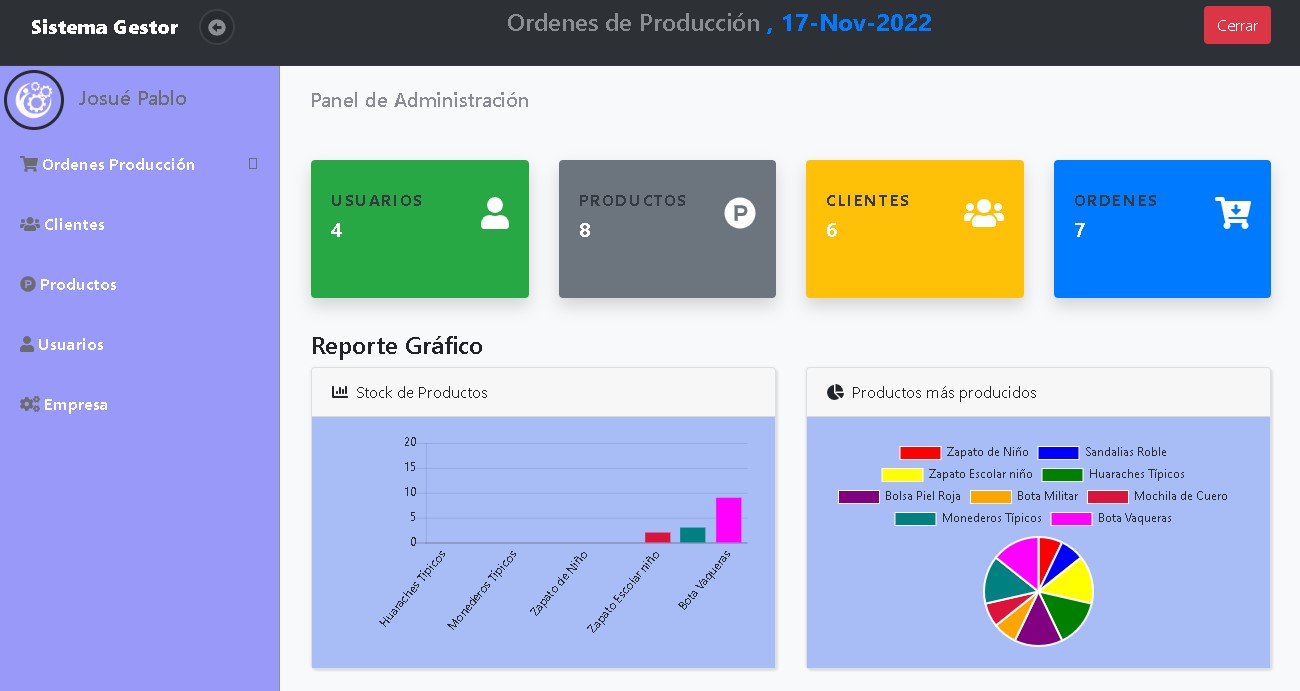 Sistema Gestor
Ordenes de Producción , 17-Nov-2022
Cerrar
Josué Pablo
Ordenes Producción
Clientes
Productos
Usuarios
Empresa
Panel de Administración
USUARIOS
4
PRODUCTOS
8
P
CLIENTES
6
ORDENES
7
Reporte Gráfico
Stock de Productos
20
15
10
5
0
Huaraches Típicos
Monederos Típicos
Zapato de Niño
Zapato Escolar niño
Bota Vaqueras
Productos más producidos
Zapato de Niño Sandalias Roble
Zapato Escolar niño Huaraches Típicos
Bolsa Piel Roja Bota Militar Mochila de Cuero
Monederos Típicos Bota Vaqueras